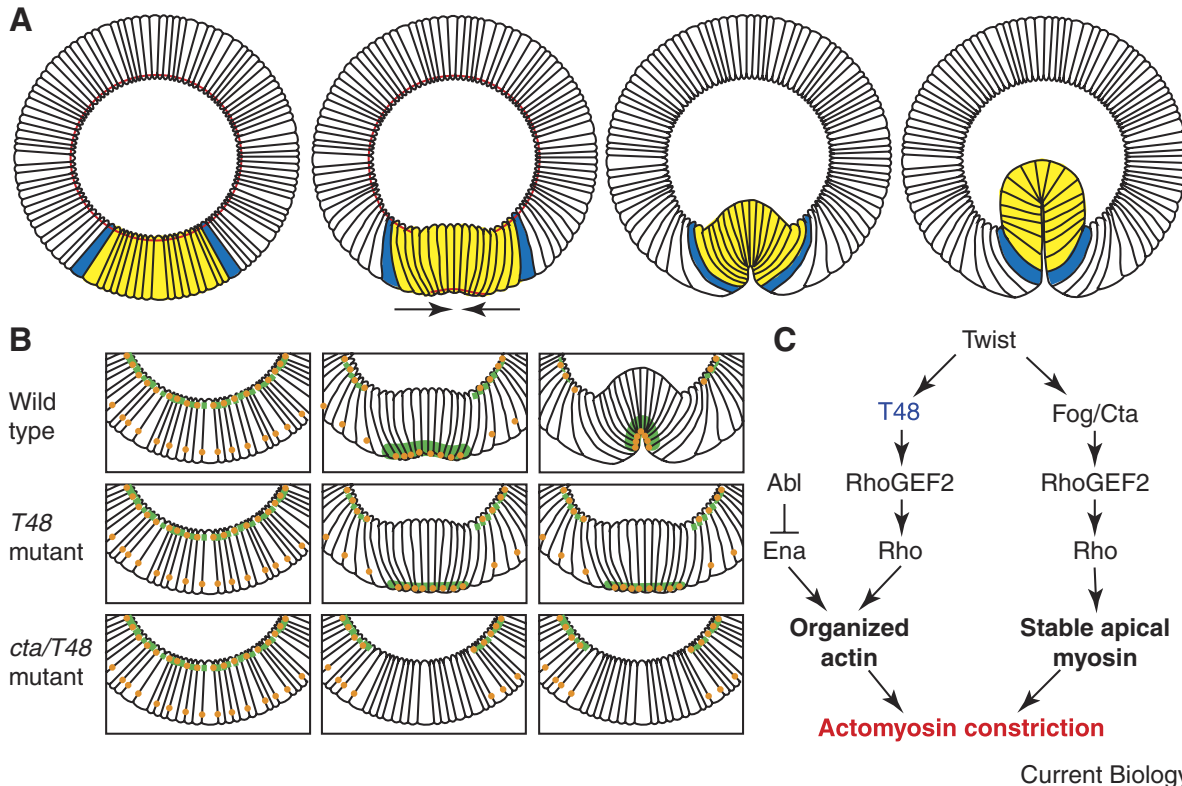 A
B
Wild
type
T48
mutant
cta/T48
mutant
C
Twist
T48
Fog/Cta
Abl
RhoGEF2
RhoGEF2
Ena
Rho
Rho
Organized
actin
Stable apical
myosin
Actomyosin constriction
Current Biology